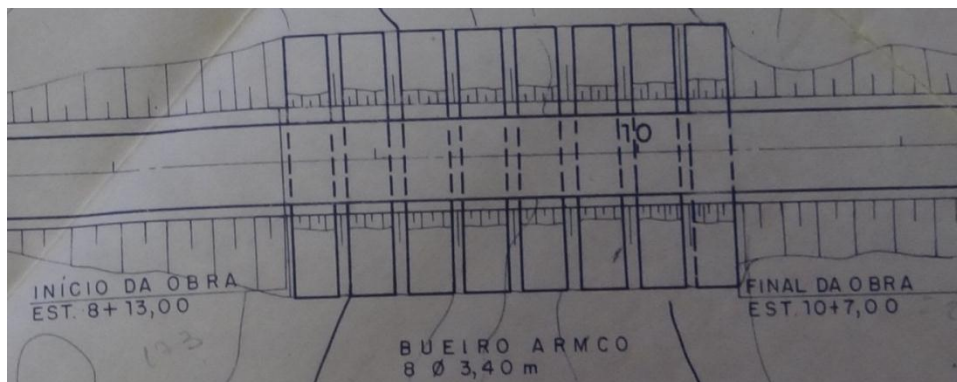 10
INÍCIO DA OBRA
EST. 8+13,00
173
FINAL DA OBRA
EST. 10+7,00
BUEIRO ARMCO
8 Ø 3,40 m